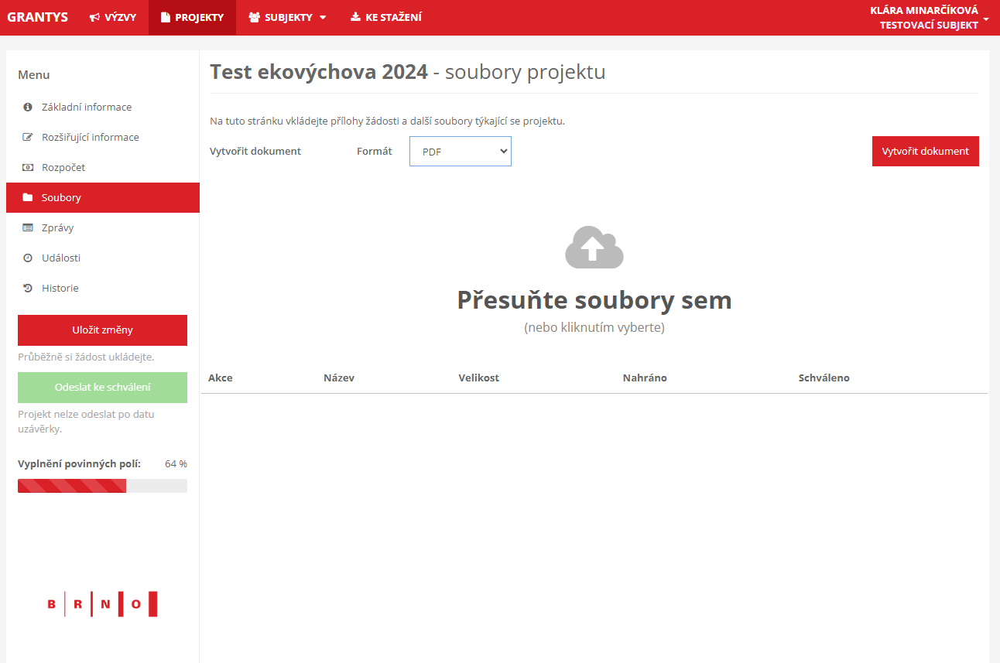 GRANTYS VÝZVY PROJEKTY SUBJEKTY KE STAŽENÍ
KLÁRA MINARČÍKOVÁ
TESTOVACÍ SUBJEKT
Menu
Základní informace
Rozšiřující informace
Rozpočet
Soubory
Zprávy
Události
Historie
Uložit změny
Průběžně si žádost ukládejte.
Odeslat ke schválení
Projekt nelze odeslat po datu
uzávěrky.
Vyplnění povinných polí: 64 %
B R N O
Test ekovýchova 2024 - soubory projektu
Na tuto stránku vkládejte přílohy žádosti a další soubory týkající se projektu.
Vytvořit dokument Formát PDF Vytvořit dokument
Přesuňte soubory sem
(nebo kliknutím vyberte)
Akce Název Velikost Nahráno Schváleno